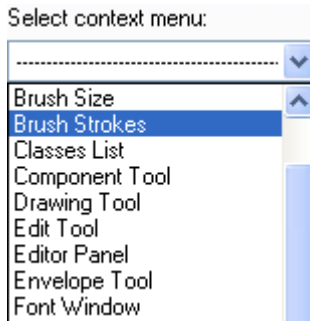 Select context menu:
----------------------------------------
Brush Size
Brush Strokes
Classes List
Component Tool
Drawing Tool
Edit Tool
Editor Panel
Envelope Tool
Font Window